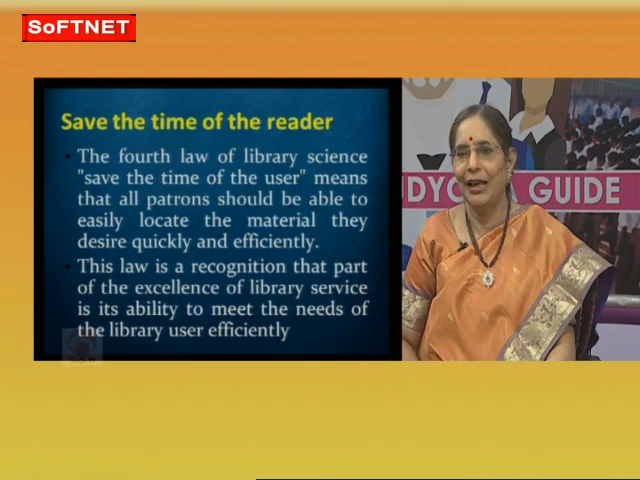 SoFTNET
Save the time of the reader
The fourth law of library science
"save the time of the user" means
that all patrons should be able to
easily locate the material they
desire quickly and efficiently.
This law is a recognition that part
of the excellence of library service
is its ability to meet the needs of
the library user efficiently
GUIDE